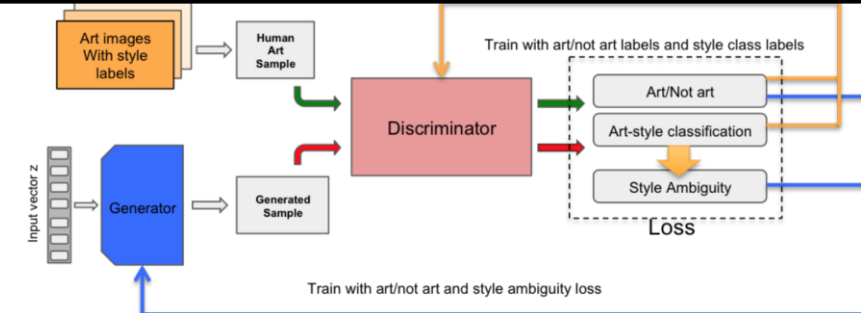 Art images
With style
labels
Human
Art
Sample
Train with art/not art labels and style class labels
Discriminator
Art/Not art
Art-style classification
Style Ambiguity
Loss
Input vector z
Generator
Generated
Sample
Train with art/not art and style ambiguity loss